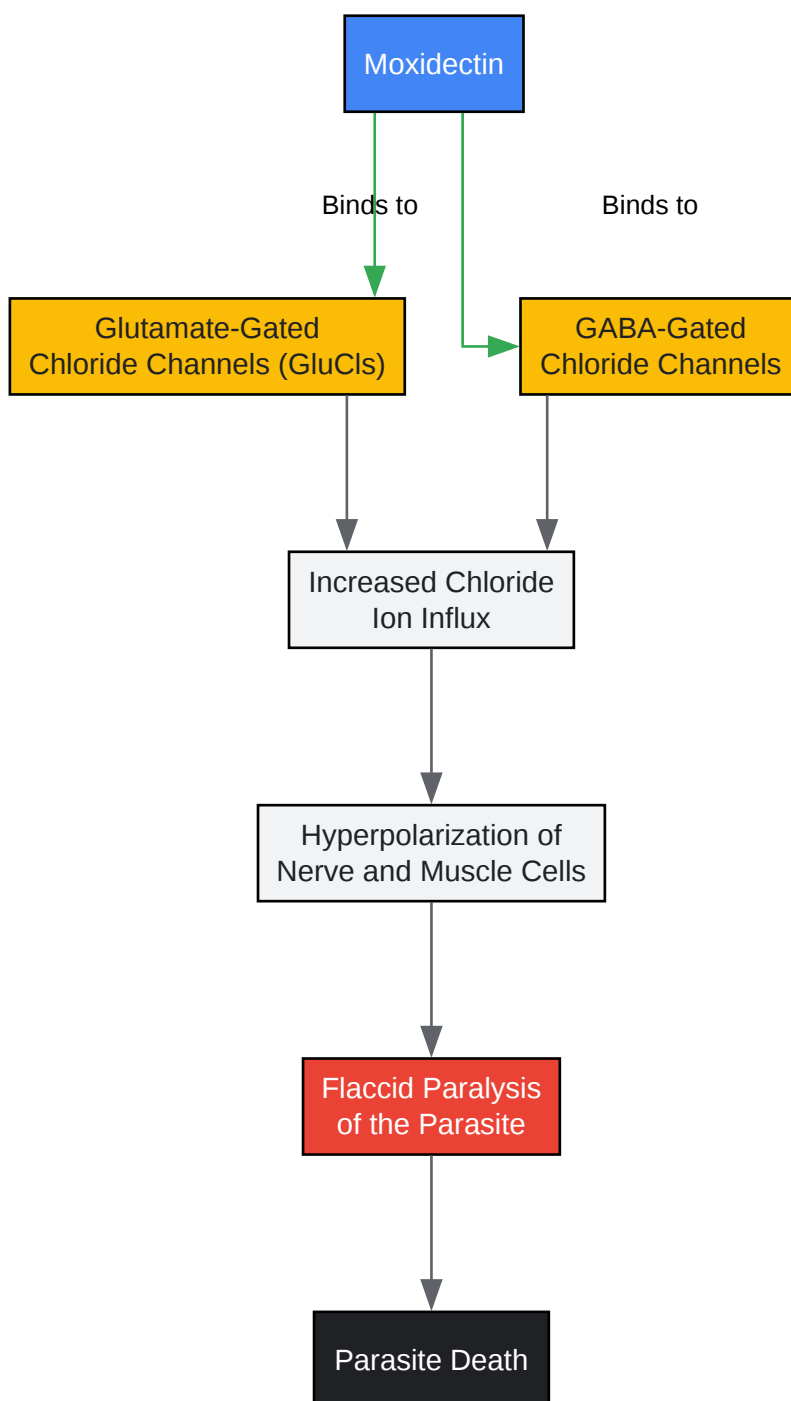 Moxidectin
Binds to
Binds to
Glutamate-Gated
Chloride Channels (GluCls)
GABA-Gated
Chloride Channels
Increased Chloride
Ion Influx
Hyperpolarization of
Nerve and Muscle Cells
Flaccid Paralysis
of the Parasite
Parasite Death